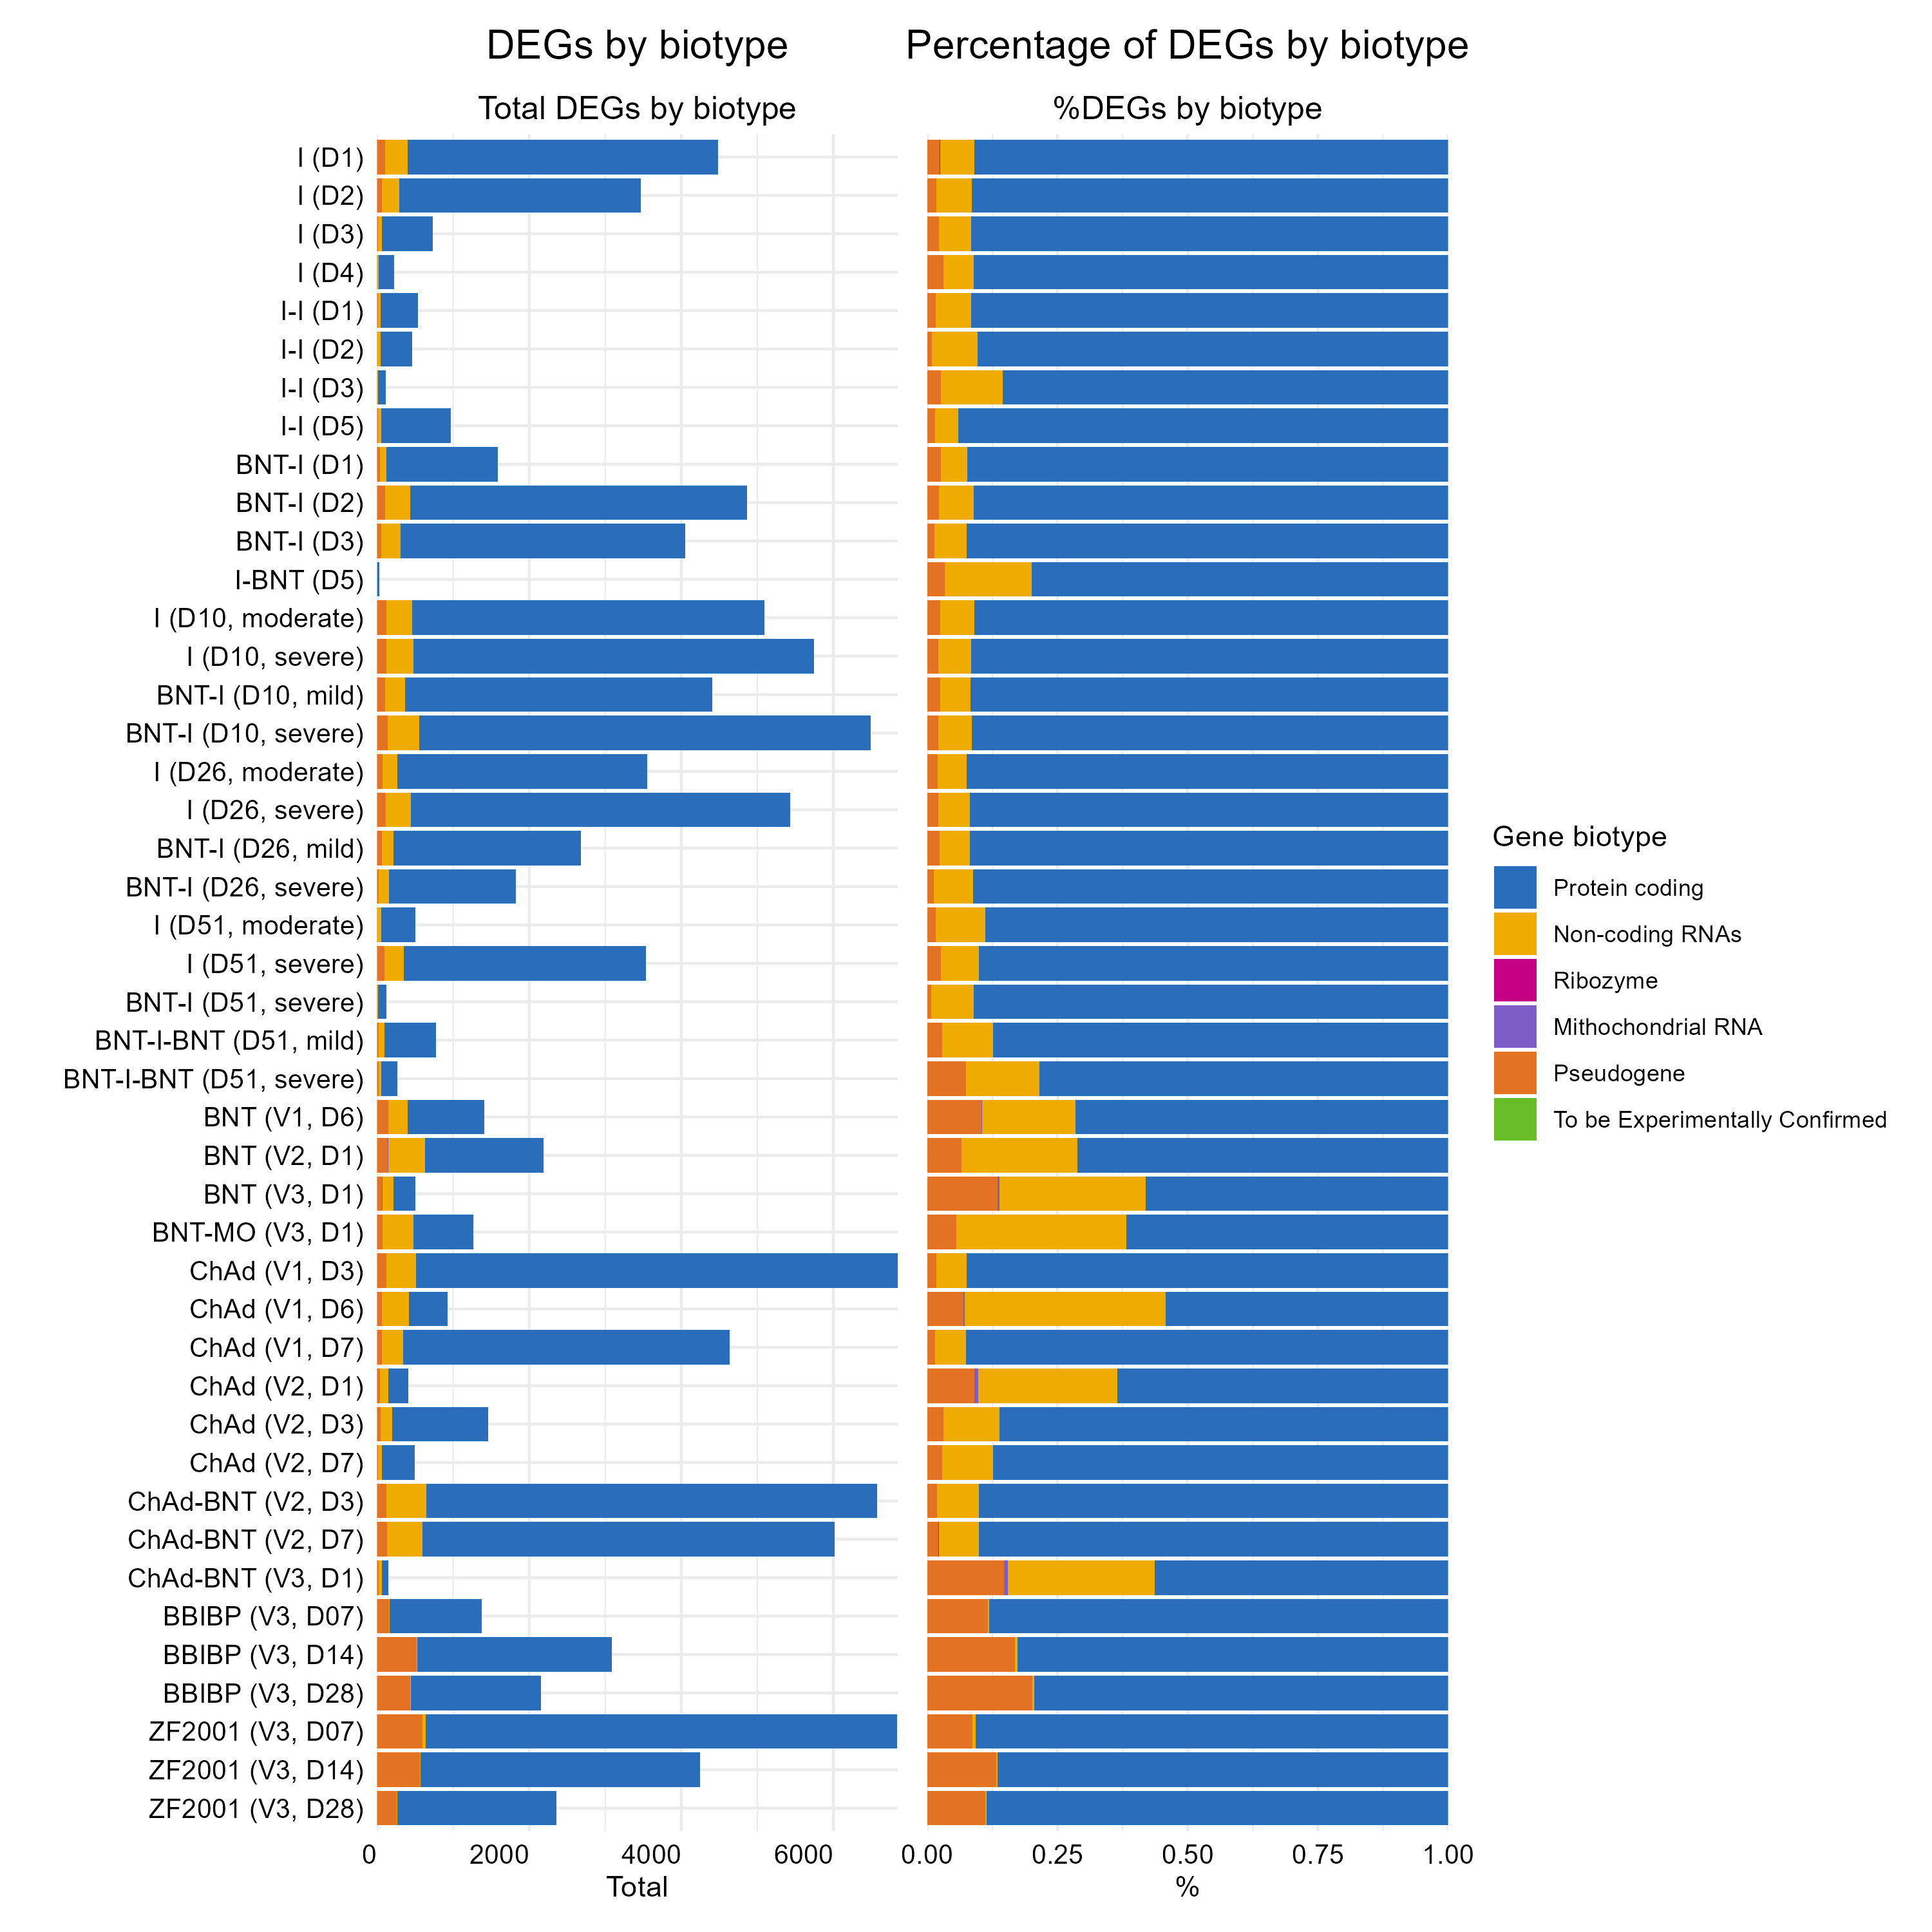 DEGs by biotype
Percentage of DEGs by biotype
Total DEGs by biotype
%DEGs by biotype
I (D1)
I (D2)
I (D3)
I (D4)
I-I (D1)
I-I (D2)
I-I (D3)
I-I (D5)
BNT-I (D1)
BNT-I (D2)
BNT-I (D3)
I-BNT (D5)
I (D10, moderate)
I (D10, severe)
BNT-I (D10, mild)
BNT-I (D10, severe)
I (D26, moderate)
I (D26, severe)
BNT-I (D26, mild)
BNT-I (D26, severe)
I (D51, moderate)
I (D51, severe)
BNT-I (D51, severe)
BNT-I-BNT (D51, mild)
BNT-I-BNT (D51, severe)
BNT (V1, D6)
BNT (V2, D1)
BNT (V3, D1)
BNT-MO (V3, D1)
ChAd (V1, D3)
ChAd (V1, D6)
ChAd (V1, D7)
ChAd (V2, D1)
ChAd (V2, D3)
ChAd (V2, D7)
ChAd-BNT (V2, D3)
ChAd-BNT (V2, D7)
ChAd-BNT (V3, D1)
BBIBP (V3, D07)
BBIBP (V3, D14)
BBIBP (V3, D28)
ZF2001 (V3, D07)
ZF2001 (V3, D14)
ZF2001 (V3, D28)
0 2000 4000 6000
Total
0.00 0.25 0.50 0.75 1.00
%
Gene biotype
Protein coding
Non-coding RNAs
Ribozyme
Mithochondrial RNA
Pseudogene
To be Experimentally Confirmed